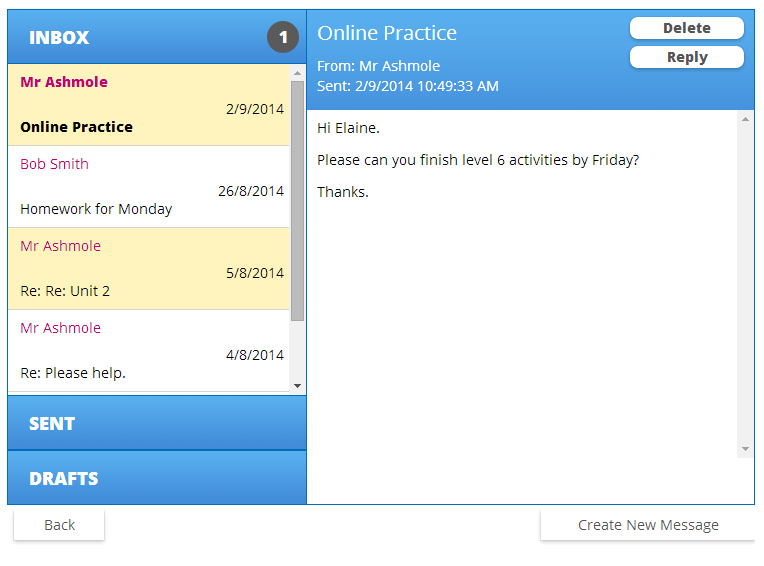 INBOX
1
Mr Ashmole
2/9/2014
Online Practice
Bob Smith
26/8/2014
Homework for Monday
Mr Ashmole
5/8/2014
Re: Re: Unit 2
Mr Ashmole
4/8/2014
Re: Please help.
SENT
DRAFTS
Back
Online Practice
From: Mr Ashmole
Sent: 2/9/2014 10:49:33 AM
Delete
Reply
Hi Elaine.
Please can you finish level 6 activities by Friday?
Thanks.
Create New Message